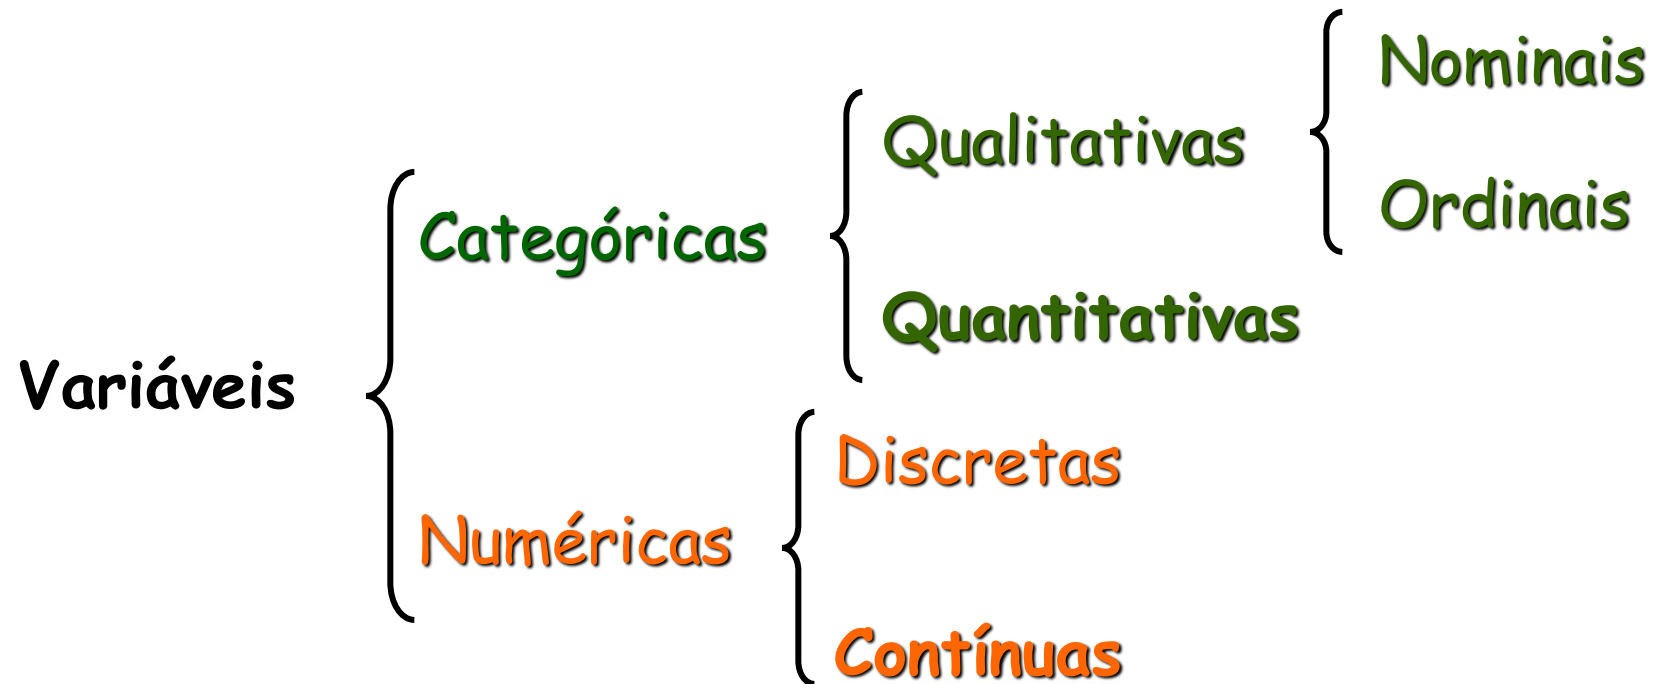 Variáveis
Categóricas
Qualitativas
Nominais
Ordinais
Quantitativas
Numéricas
Discretas
Contínuas